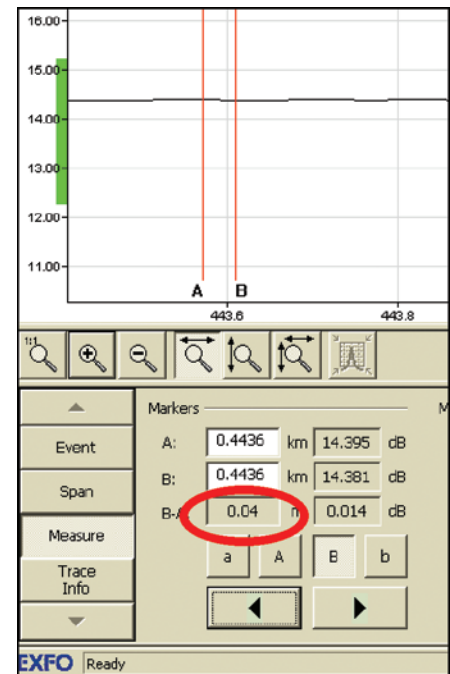 16.00
15.00
14.00
13.00
12.00
11.00
A B
443.6 443.8
1:1
Markers M
Event A: 0.4436 km 14.395 dB
Span B: 0.4436 km 14.381 dB
B-A: 0.04 0.014 dB
Measure
a A B b
Trace
Info
EXFO Ready